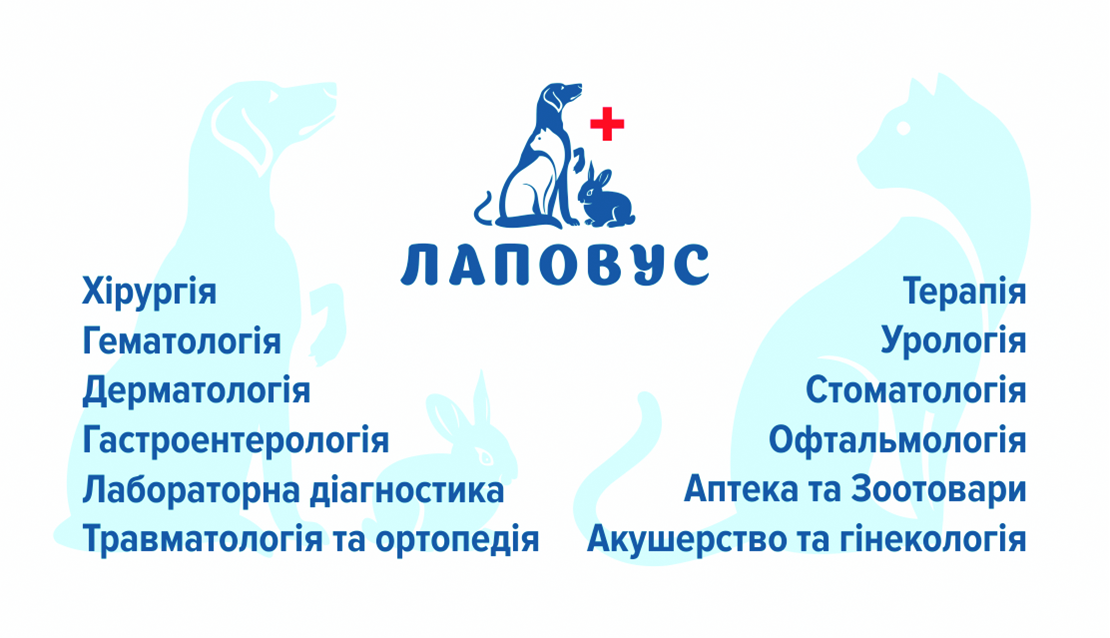 ЛАПОВУС
Хірургія
Гематологія
Дерматологія
Гастроентерологія
Лабораторна діагностика
Травматологія та ортопедія
Терапія
Урологія
Стоматологія
Офтальмологія
Аптека та Зоотовари
Акушерство та гінекологія